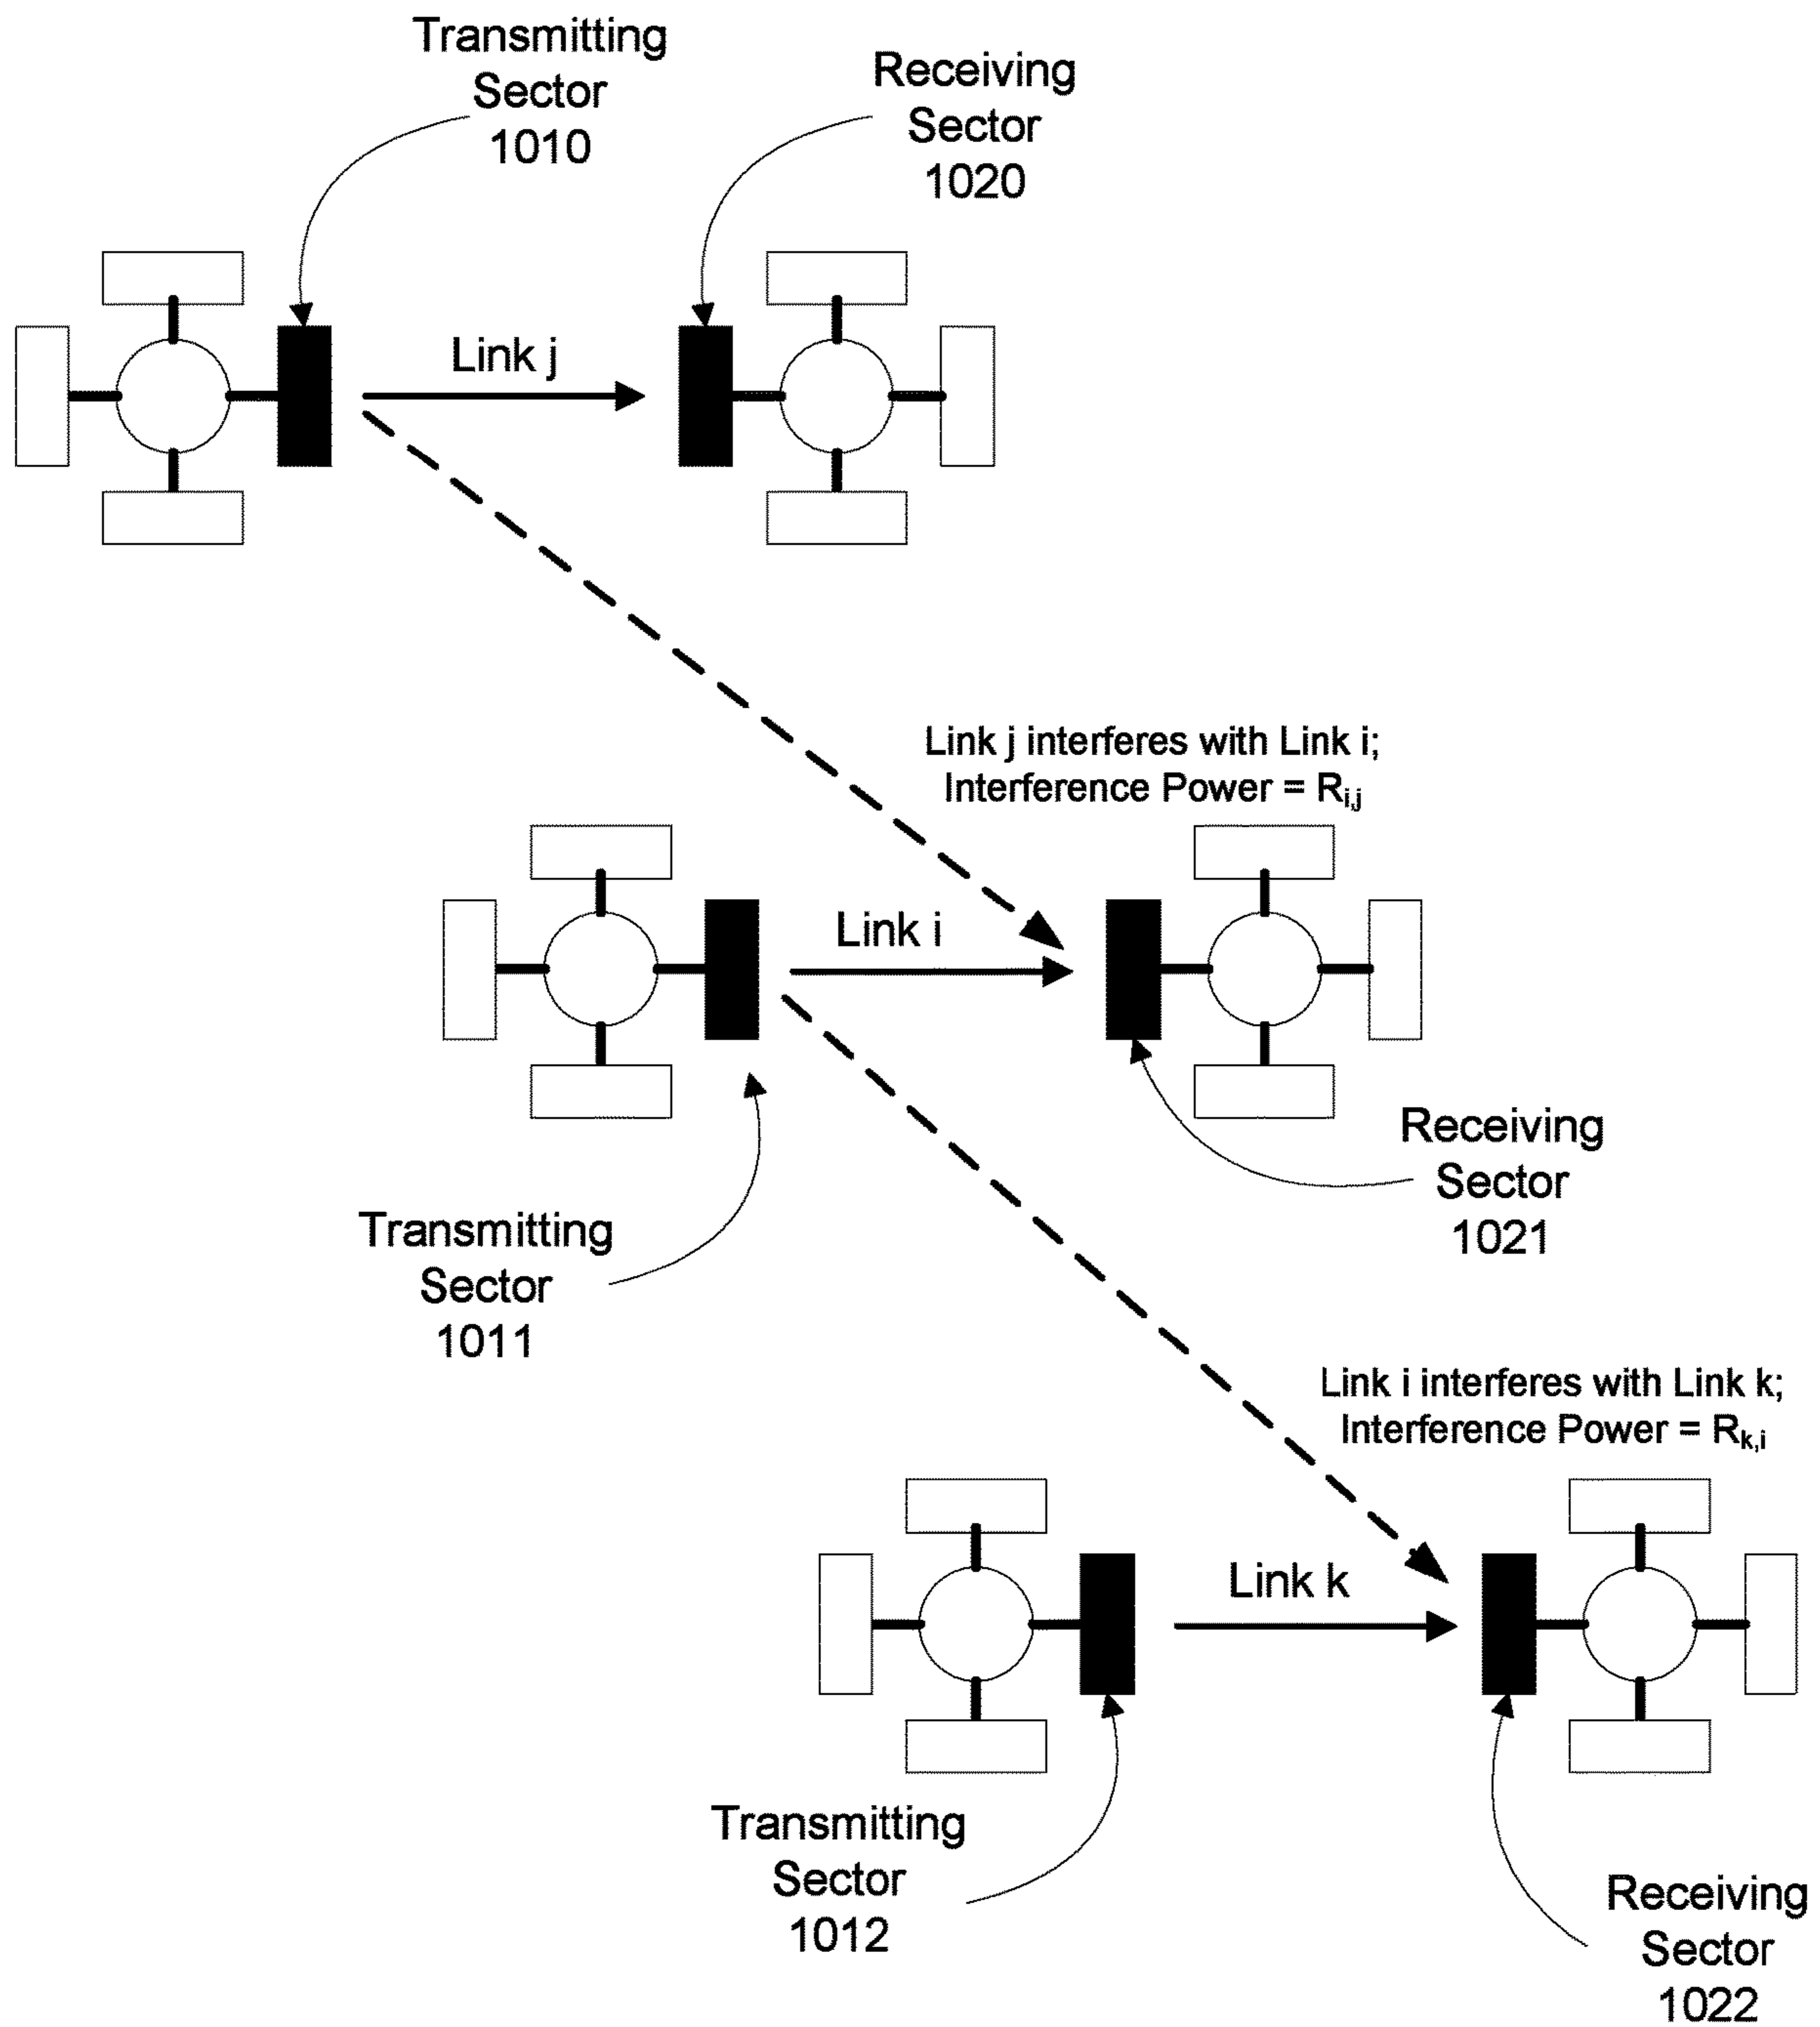 Transmitting
Sector
1010
Receiving
Sector
1020
Link j
Link j interferes with Link i;
Interference Power = Ri,j
Link i
Receiving
Sector
1021
Transmitting
Sector
1011
Link i interferes with Link k;
Interference Power = Rk,i
Link k
Transmitting
Sector
1012
Receiving
Sector
1022